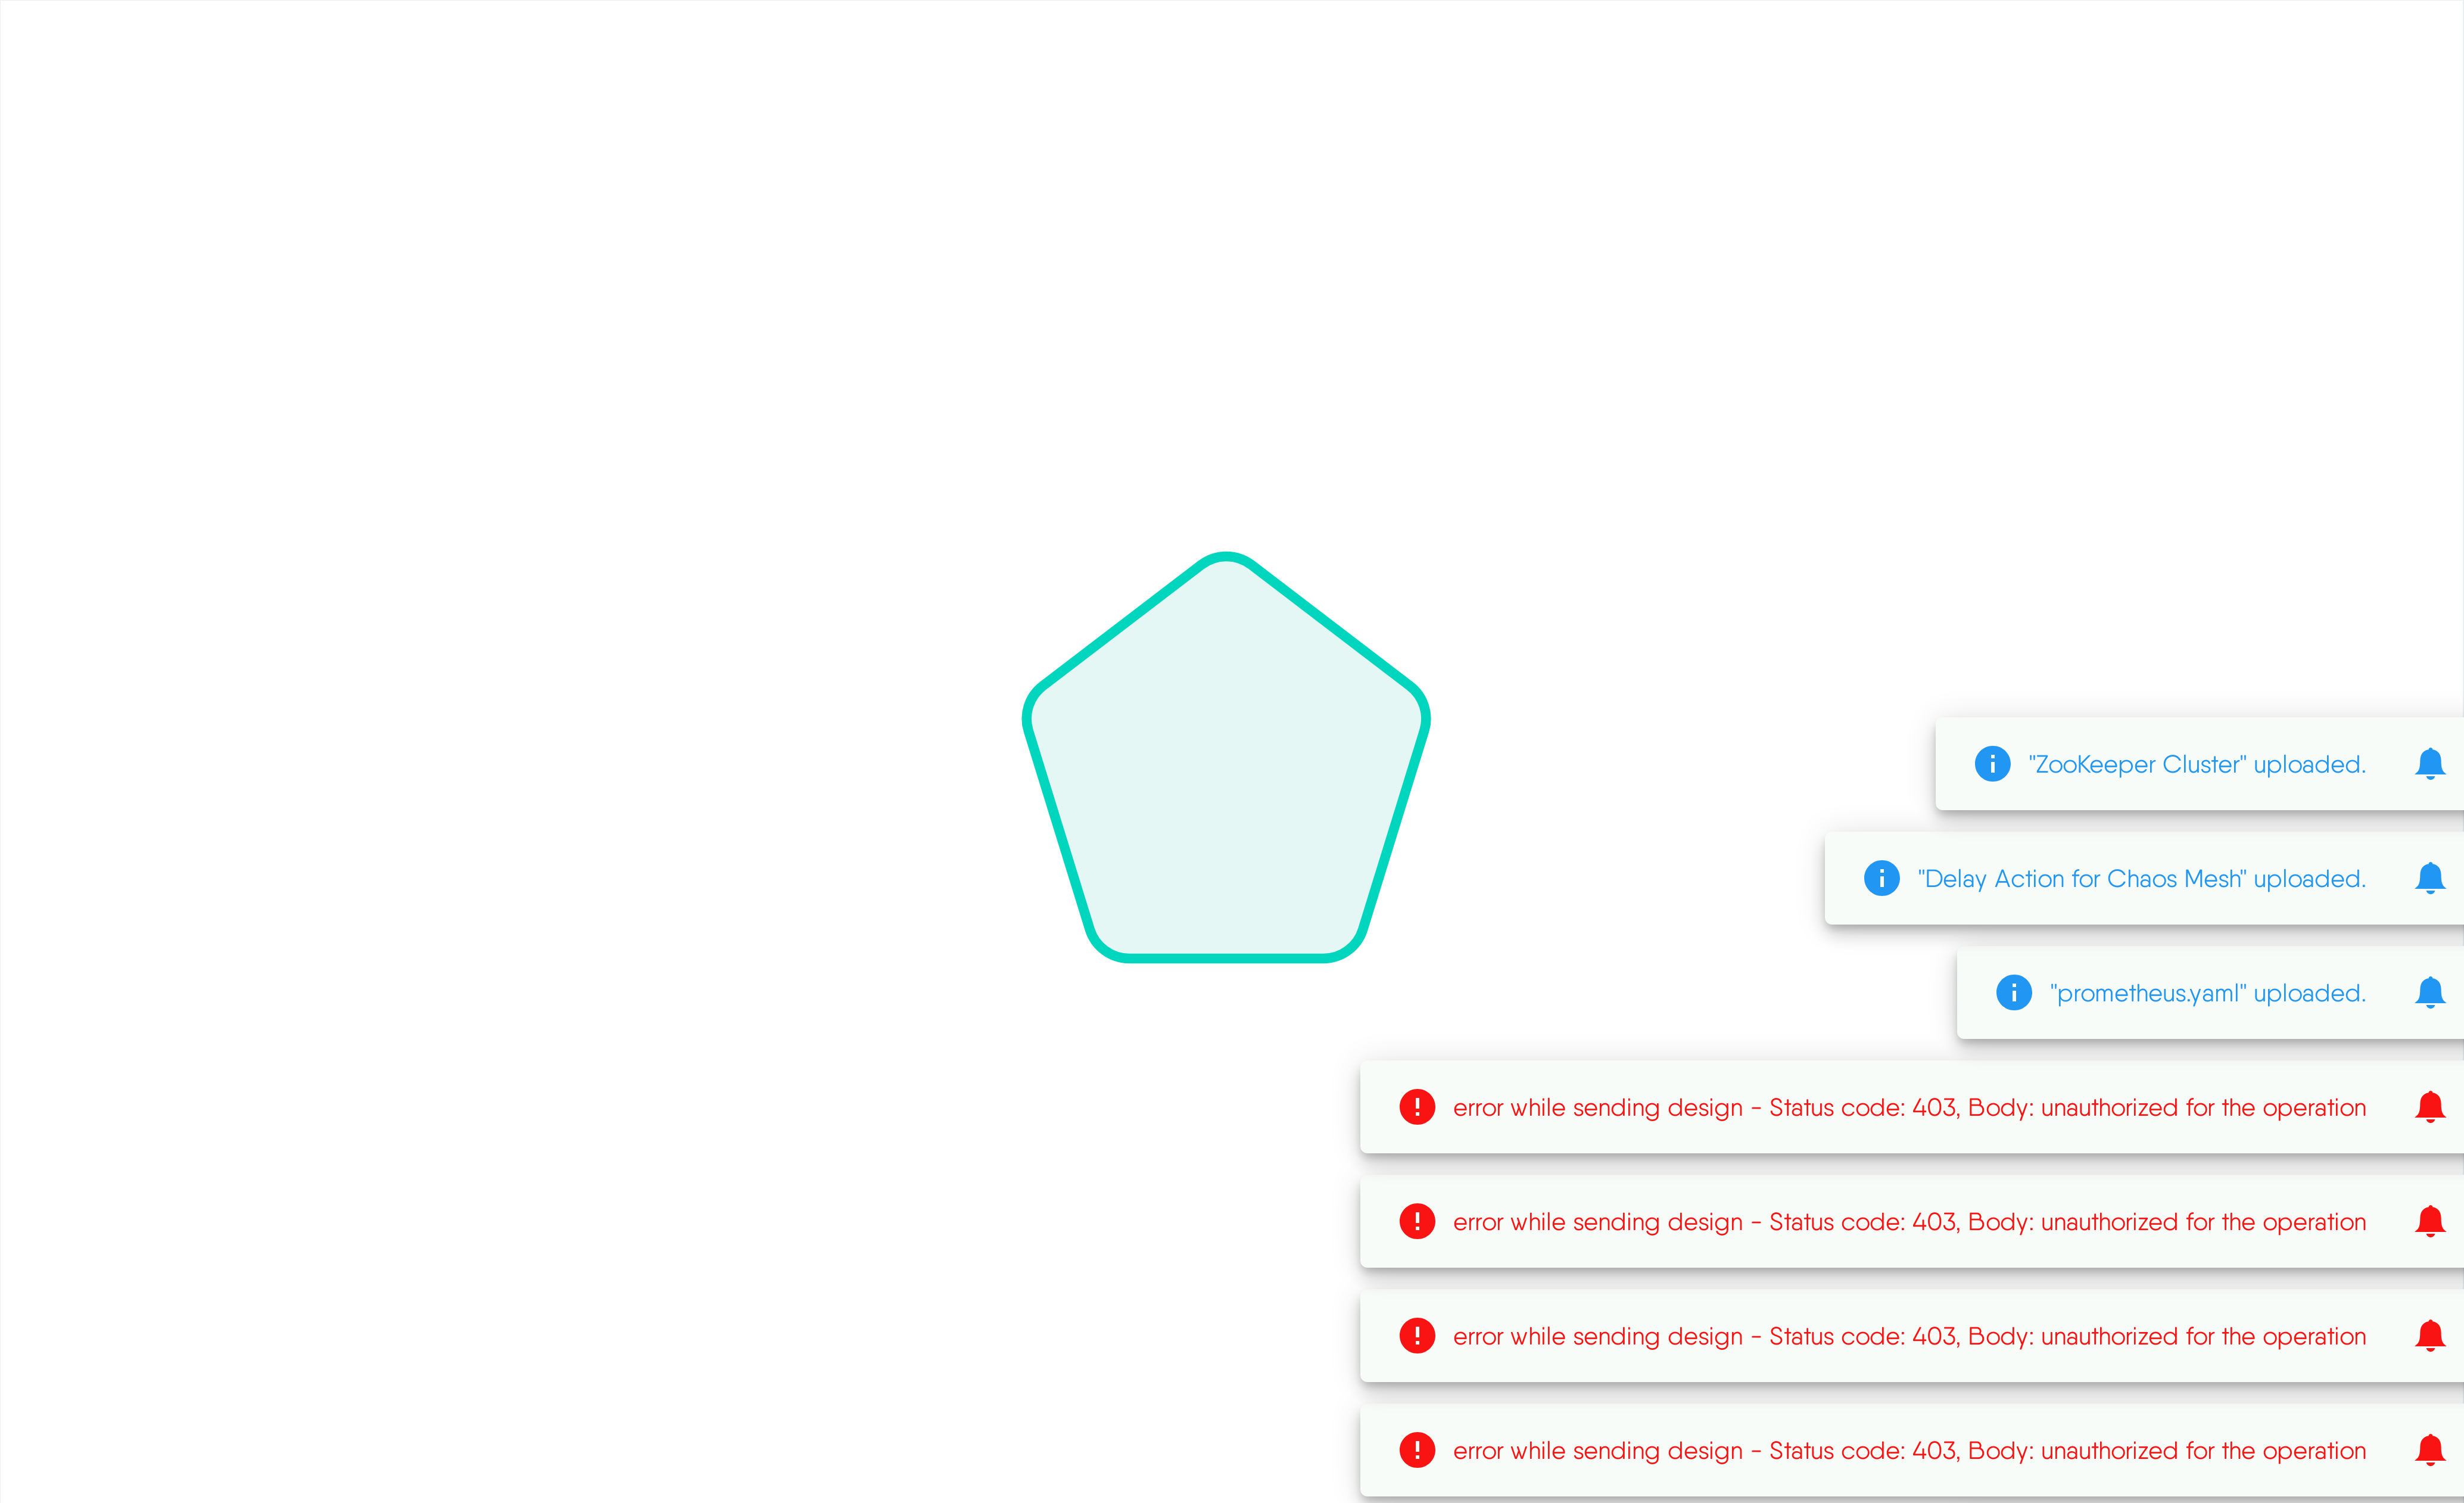 "ZooKeeper Cluster" uploaded.
"Delay Action for Chaos Mesh" uploaded.
"prometheus.yaml" uploaded.
error while sending design - Status code: 403, Body: unauthorized for the operation
error while sending design - Status code: 403, Body: unauthorized for the operation
error while sending design - Status code: 403, Body: unauthorized for the operation
error while sending design - Status code: 403, Body: unauthorized for the operation